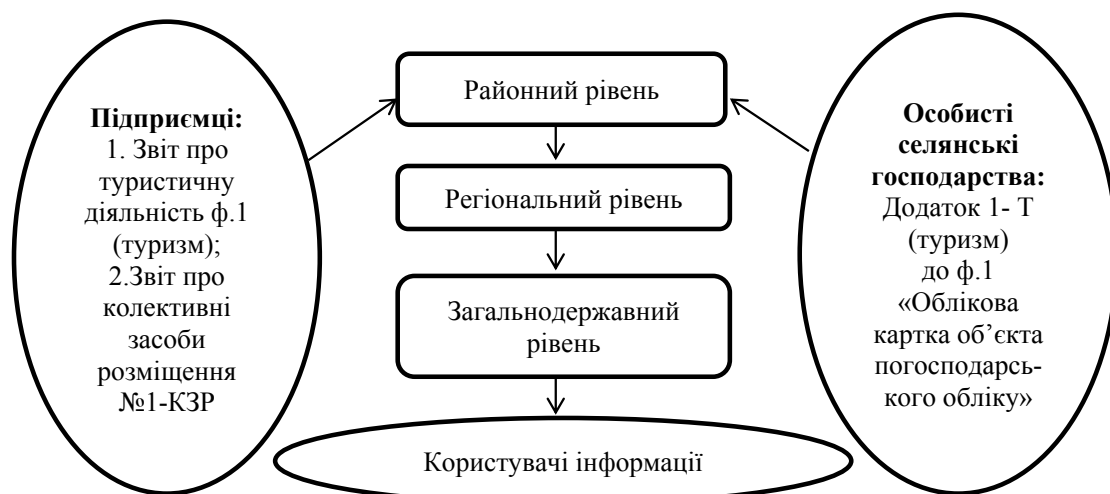 Підприємці:
1. Звіт про
туристичну
діяльність ф.1
(туризм);
2.Звіт про
колективні
засоби
розміщення
№1-КЗР
Районний рівень
Регіональний рівень
Загальнодержавний
рівень
Користувачі інформації
Особисті
селянські
господарства:
Додаток 1- Т
(туризм)
до ф.1
«Облікова
картка об’єкта
погосподарсь-
кого обліку»